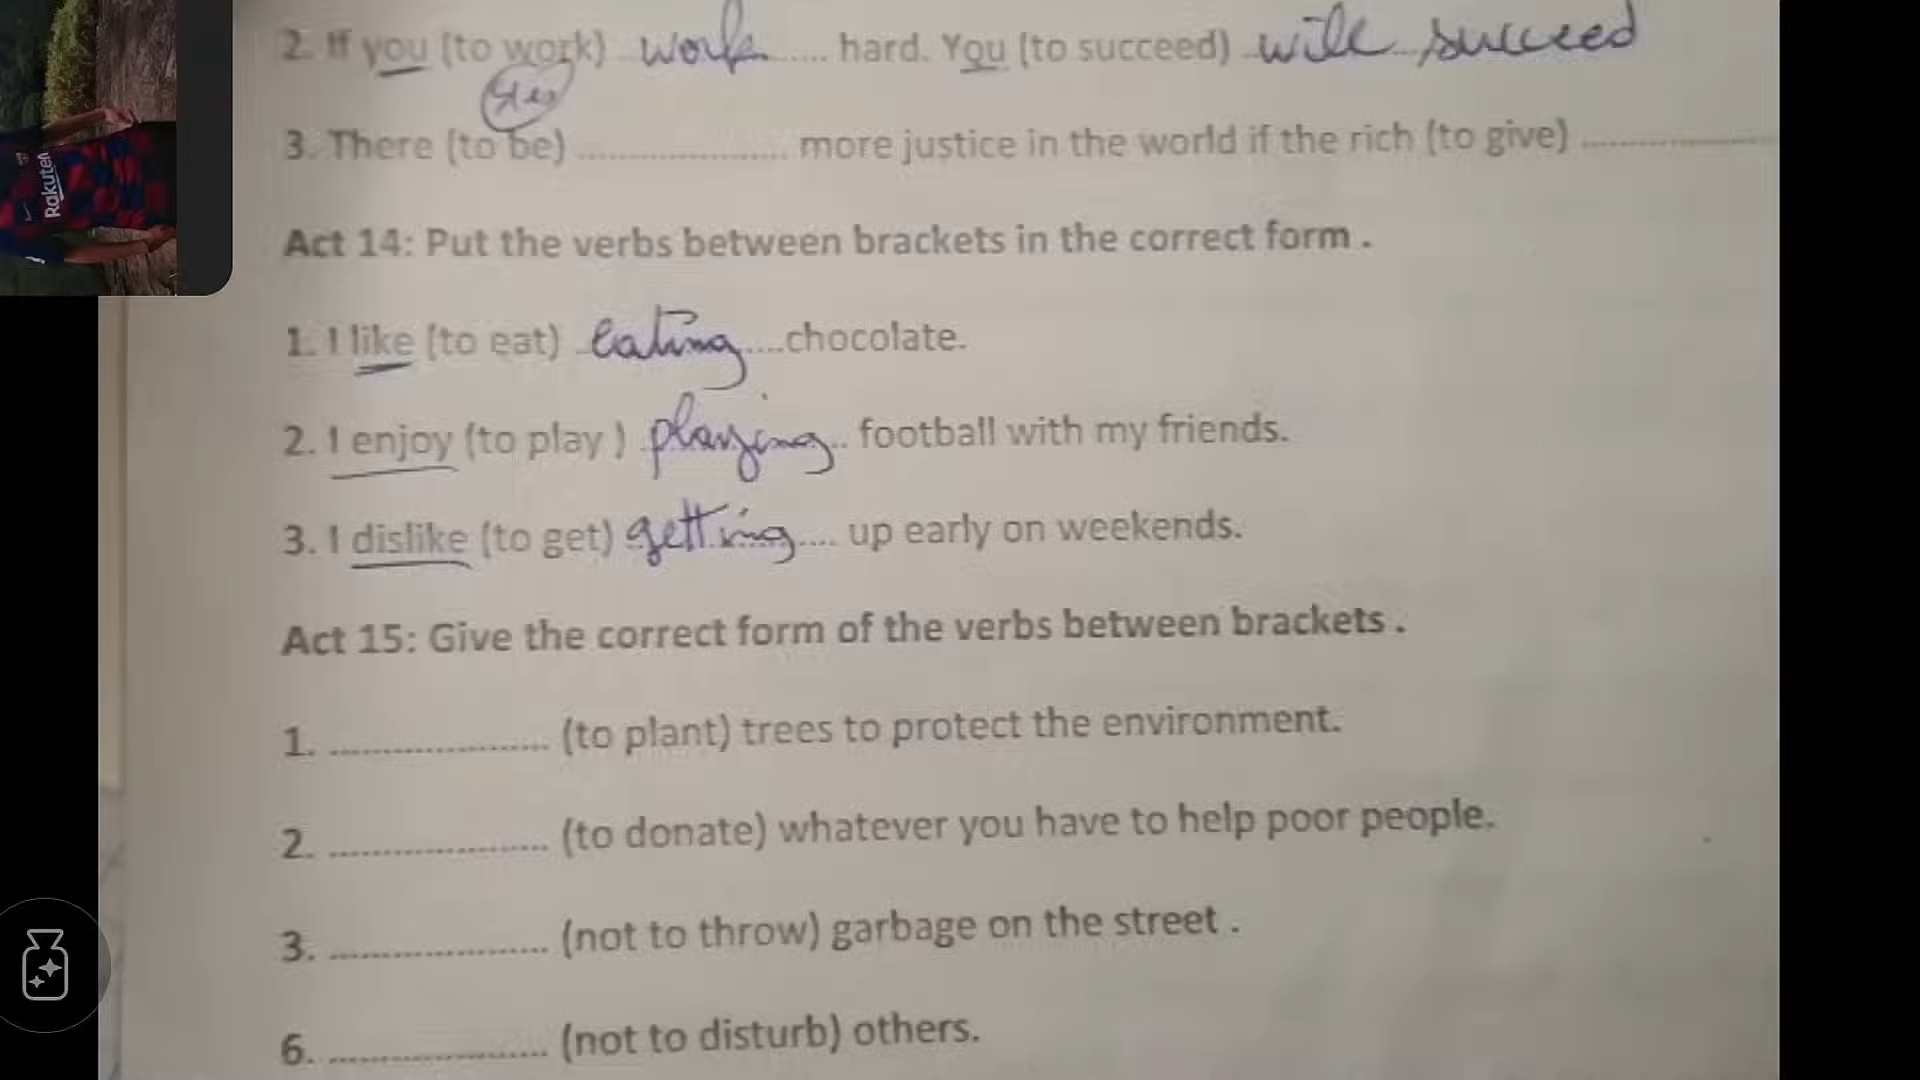 2. If you (to work) work .... hard. You (to succeed) will succeed
3. There (to be) .................... more justice in the world if the rich (to give) ....................
Act 14: Put the verbs between brackets in the correct form .
1. I like (to eat) eating ....chocolate.
2. I enjoy (to play ) playing .. football with my friends.
3. I dislike (to get) getting .... up early on weekends.
Act 15: Give the correct form of the verbs between brackets .
1. .................... (to plant) trees to protect the environment.
2. .................... (to donate) whatever you have to help poor people.
3. .................... (not to throw) garbage on the street .
6. .................... (not to disturb) others.
Rakuten